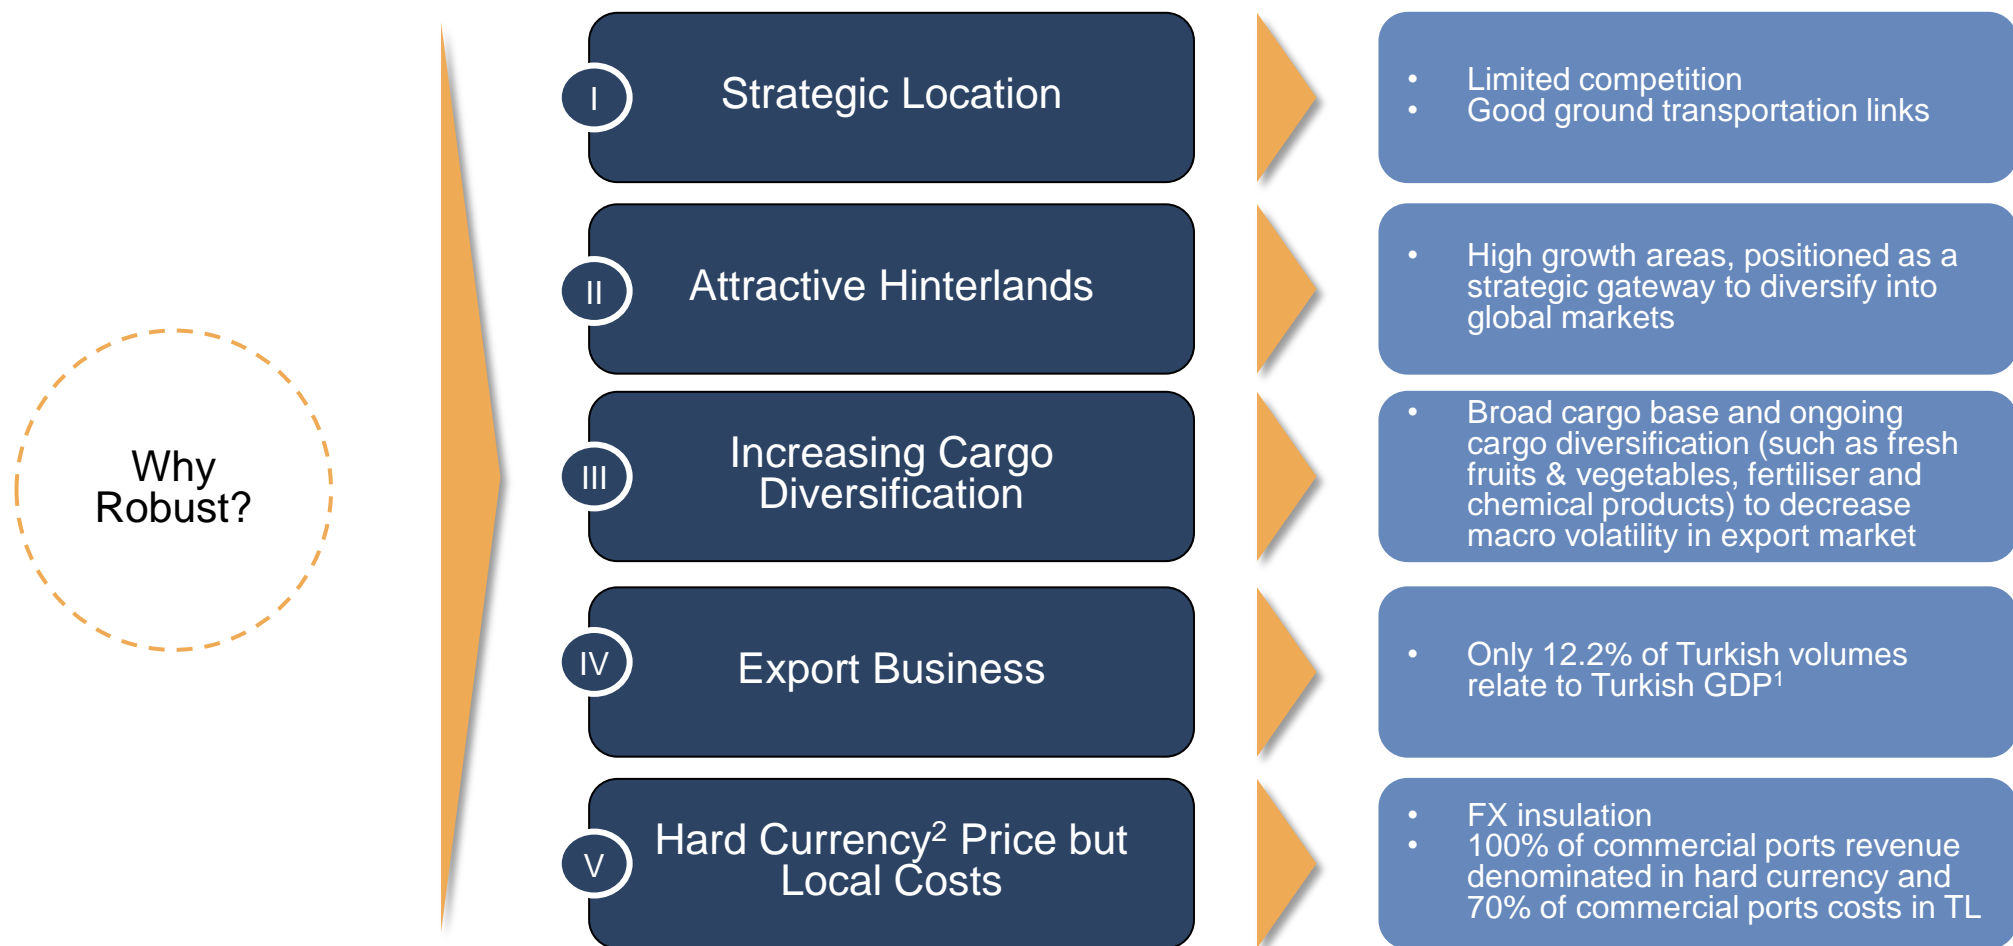 Why
Robust?
I
Strategic Location
• Limited competition
• Good ground transportation links
II
Attractive Hinterlands
• High growth areas, positioned as a
strategic gateway to diversify into
global markets
III
Increasing Cargo
Diversification
• Broad cargo base and ongoing
cargo diversification (such as fresh
fruits & vegetables, fertiliser and
chemical products) to decrease
macro volatility in export market
IV
Export Business
• Only 12.2% of Turkish volumes
relate to Turkish GDP¹
V
Hard Currency² Price but
Local Costs
• FX insulation
• 100% of commercial ports revenue
denominated in hard currency and
70% of commercial ports costs in TL